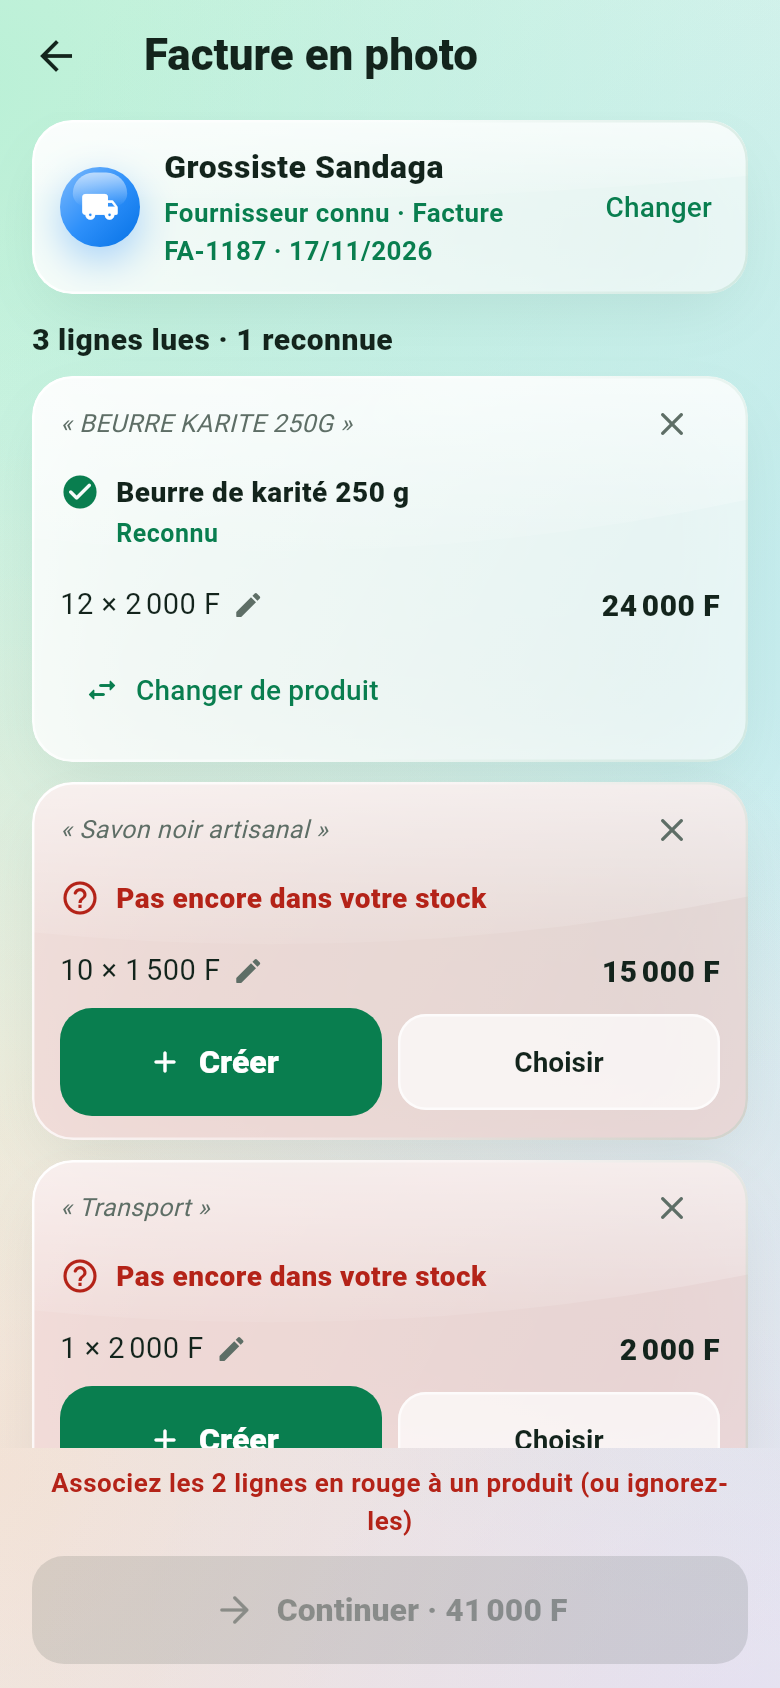 Facture en photo
Grossiste Sandaga
Fournisseur connu · Facture
FA-1187 · 17/11/2026
Changer
3 lignes lues · 1 reconnue
« BEURRE KARITE 250G »
Beurre de karité 250 g
Reconnu
12 × 2 000 F
24 000 F
Changer de produit
« Savon noir artisanal »
Pas encore dans votre stock
10 × 1 500 F
15 000 F
Créer
Choisir
« Transport »
Pas encore dans votre stock
1 × 2 000 F
2 000 F
Créer
Choisir
Associez les 2 lignes en rouge à un produit (ou ignorez-
les)
Continuer · 41 000 F